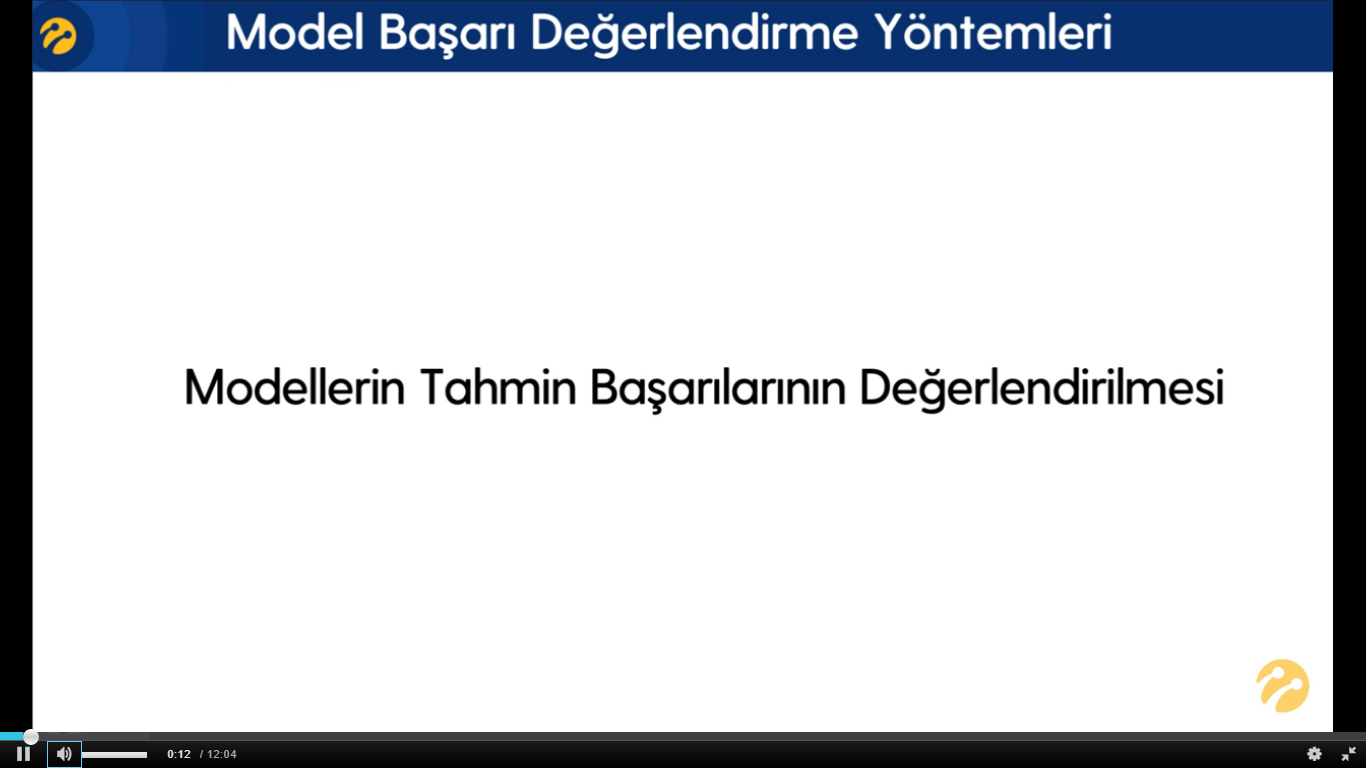 Model Başarı Değerlendirme Yöntemleri
Modellerin Tahmin Başarılarının Değerlendirilmesi
0:12 / 12:04